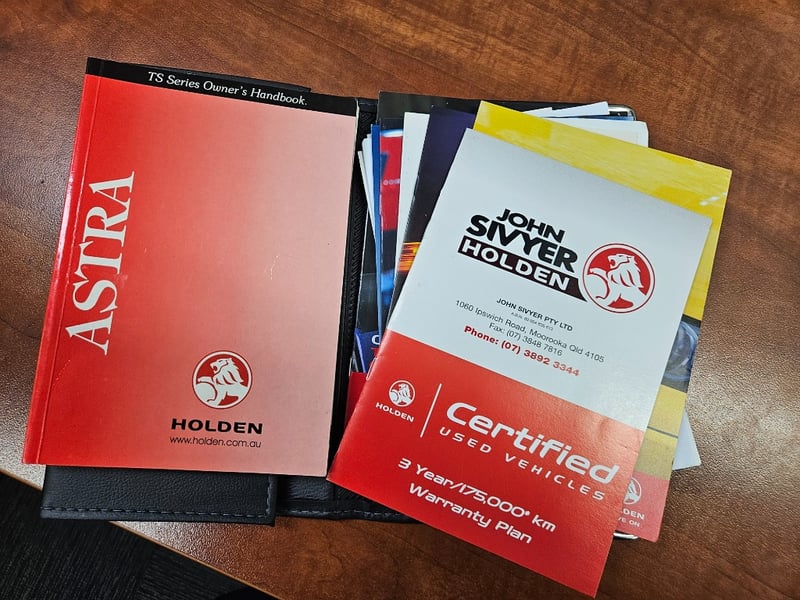 TS Series Owner's Handbook.
ASTRA
HOLDEN
www.holden.com.au
JOHN
SIVYER
HOLDEN
JOHN SIVYER PTY LTD
1060 Ipswich Road, Moorooka Qld 4105
Fax: (07) 3848 7816
Phone: (07) 3892 3344
HOLDEN
Certified
USED VEHICLES
3 Year/175,000* km
Warranty Plan